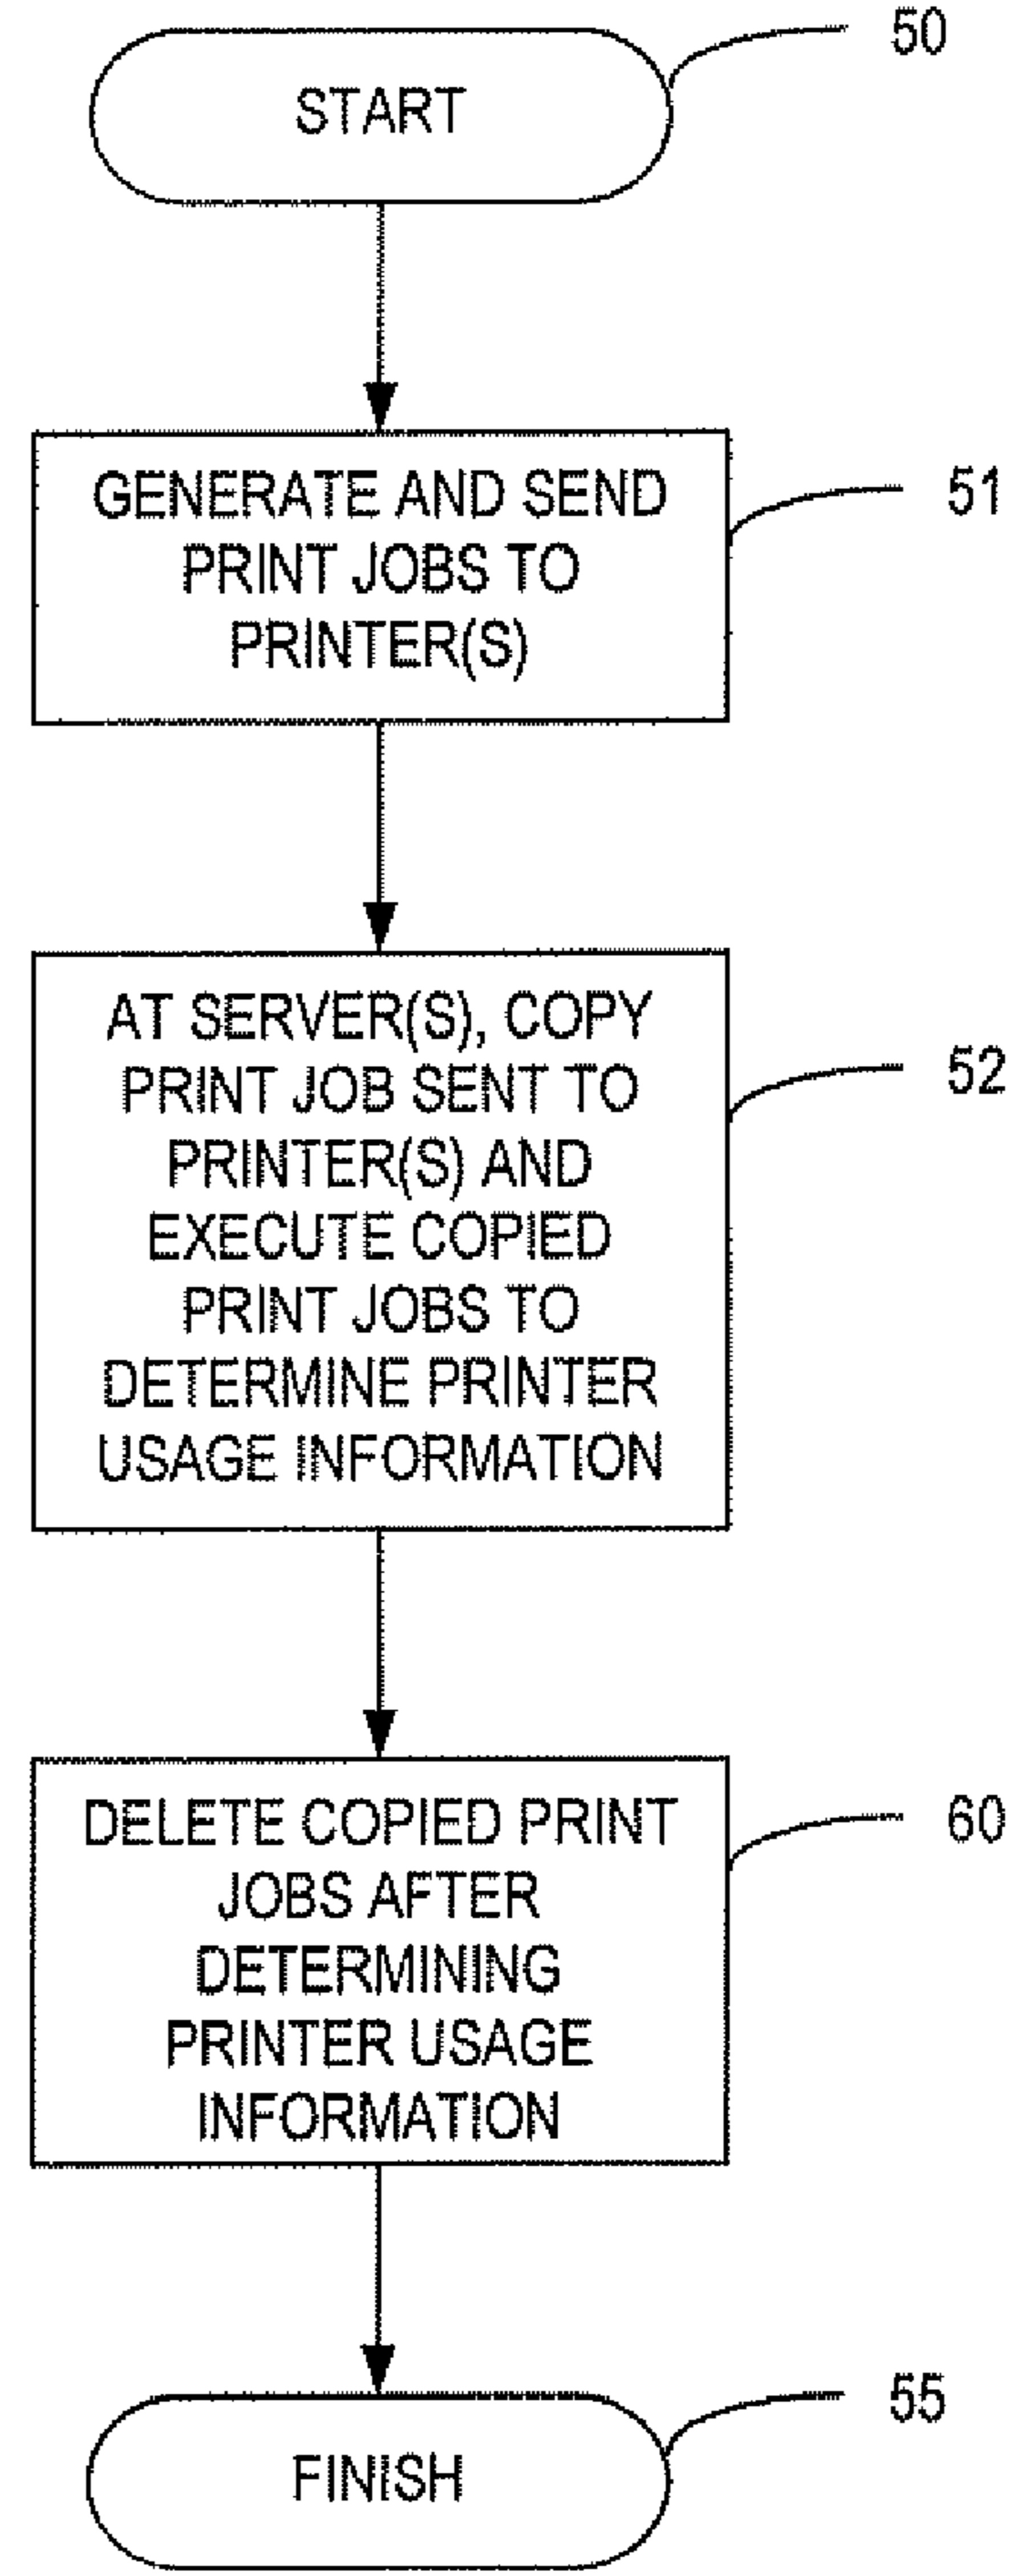 START
50
GENERATE AND SEND
PRINT JOBS TO
PRINTER(S)
51
AT SERVER(S), COPY
PRINT JOB SENT TO
PRINTER(S) AND
EXECUTE COPIED
PRINT JOBS TO
DETERMINE PRINTER
USAGE INFORMATION
52
DELETE COPIED PRINT
JOBS AFTER
DETERMINING
PRINTER USAGE
INFORMATION
60
FINISH
55